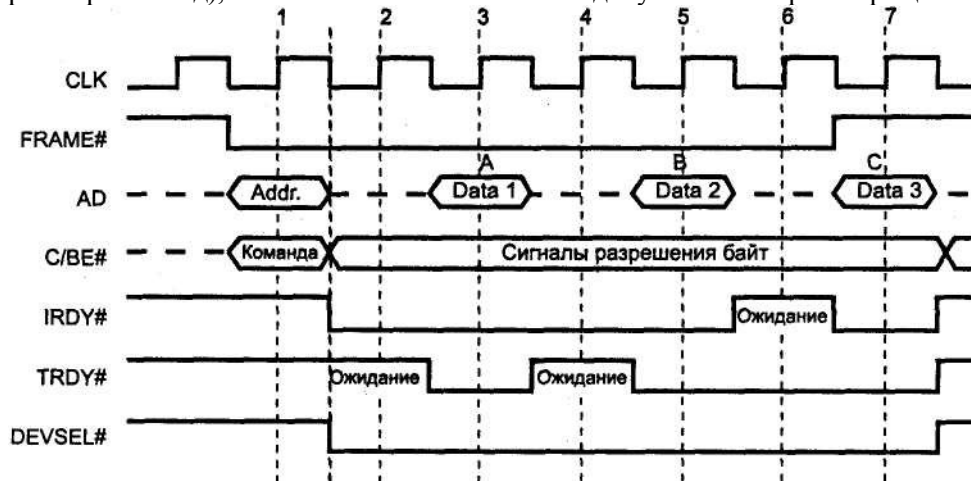 1 2 3 4 5 6 7
CLK
FRAME#
A B C
AD Addr. Data 1 Data 2 Data 3
C/BE# Команда Сигналы разрешения байт
IRDY# Ожидание
TRDY# Ожидание Ожидание
DEVSEL#